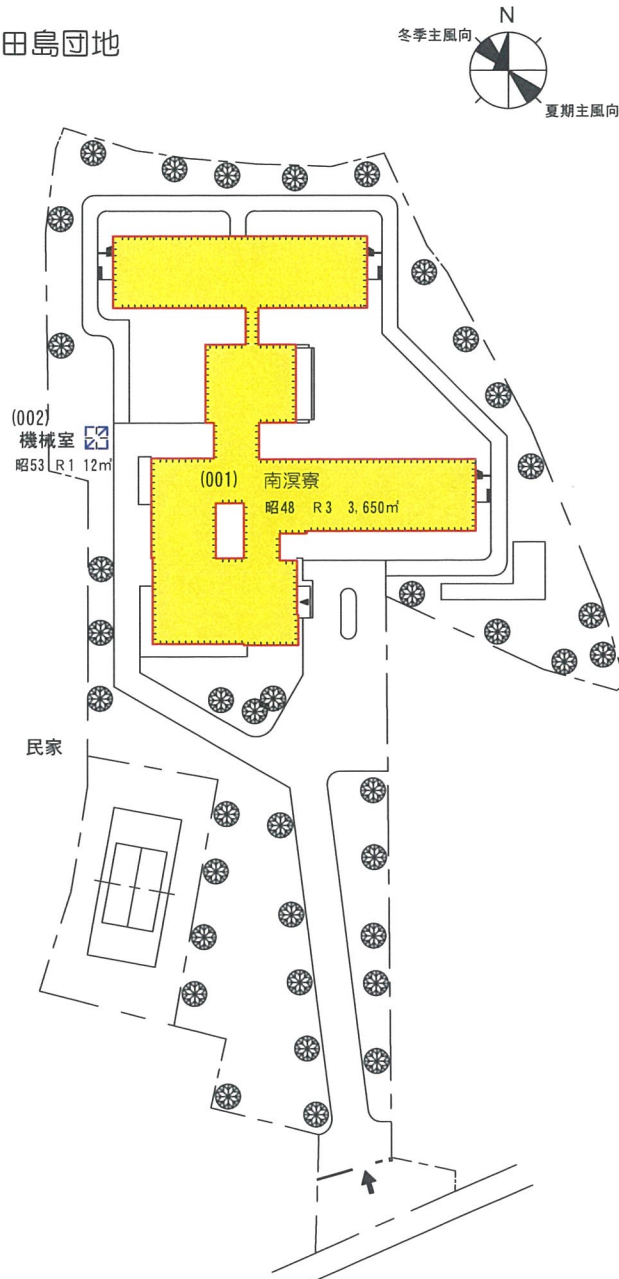 田島団地
N
冬季主風向
夏期主風向
(002)
機械室
昭53 R1 12㎡
(001) 南溟寮
昭48 R3 3,650㎡
民家